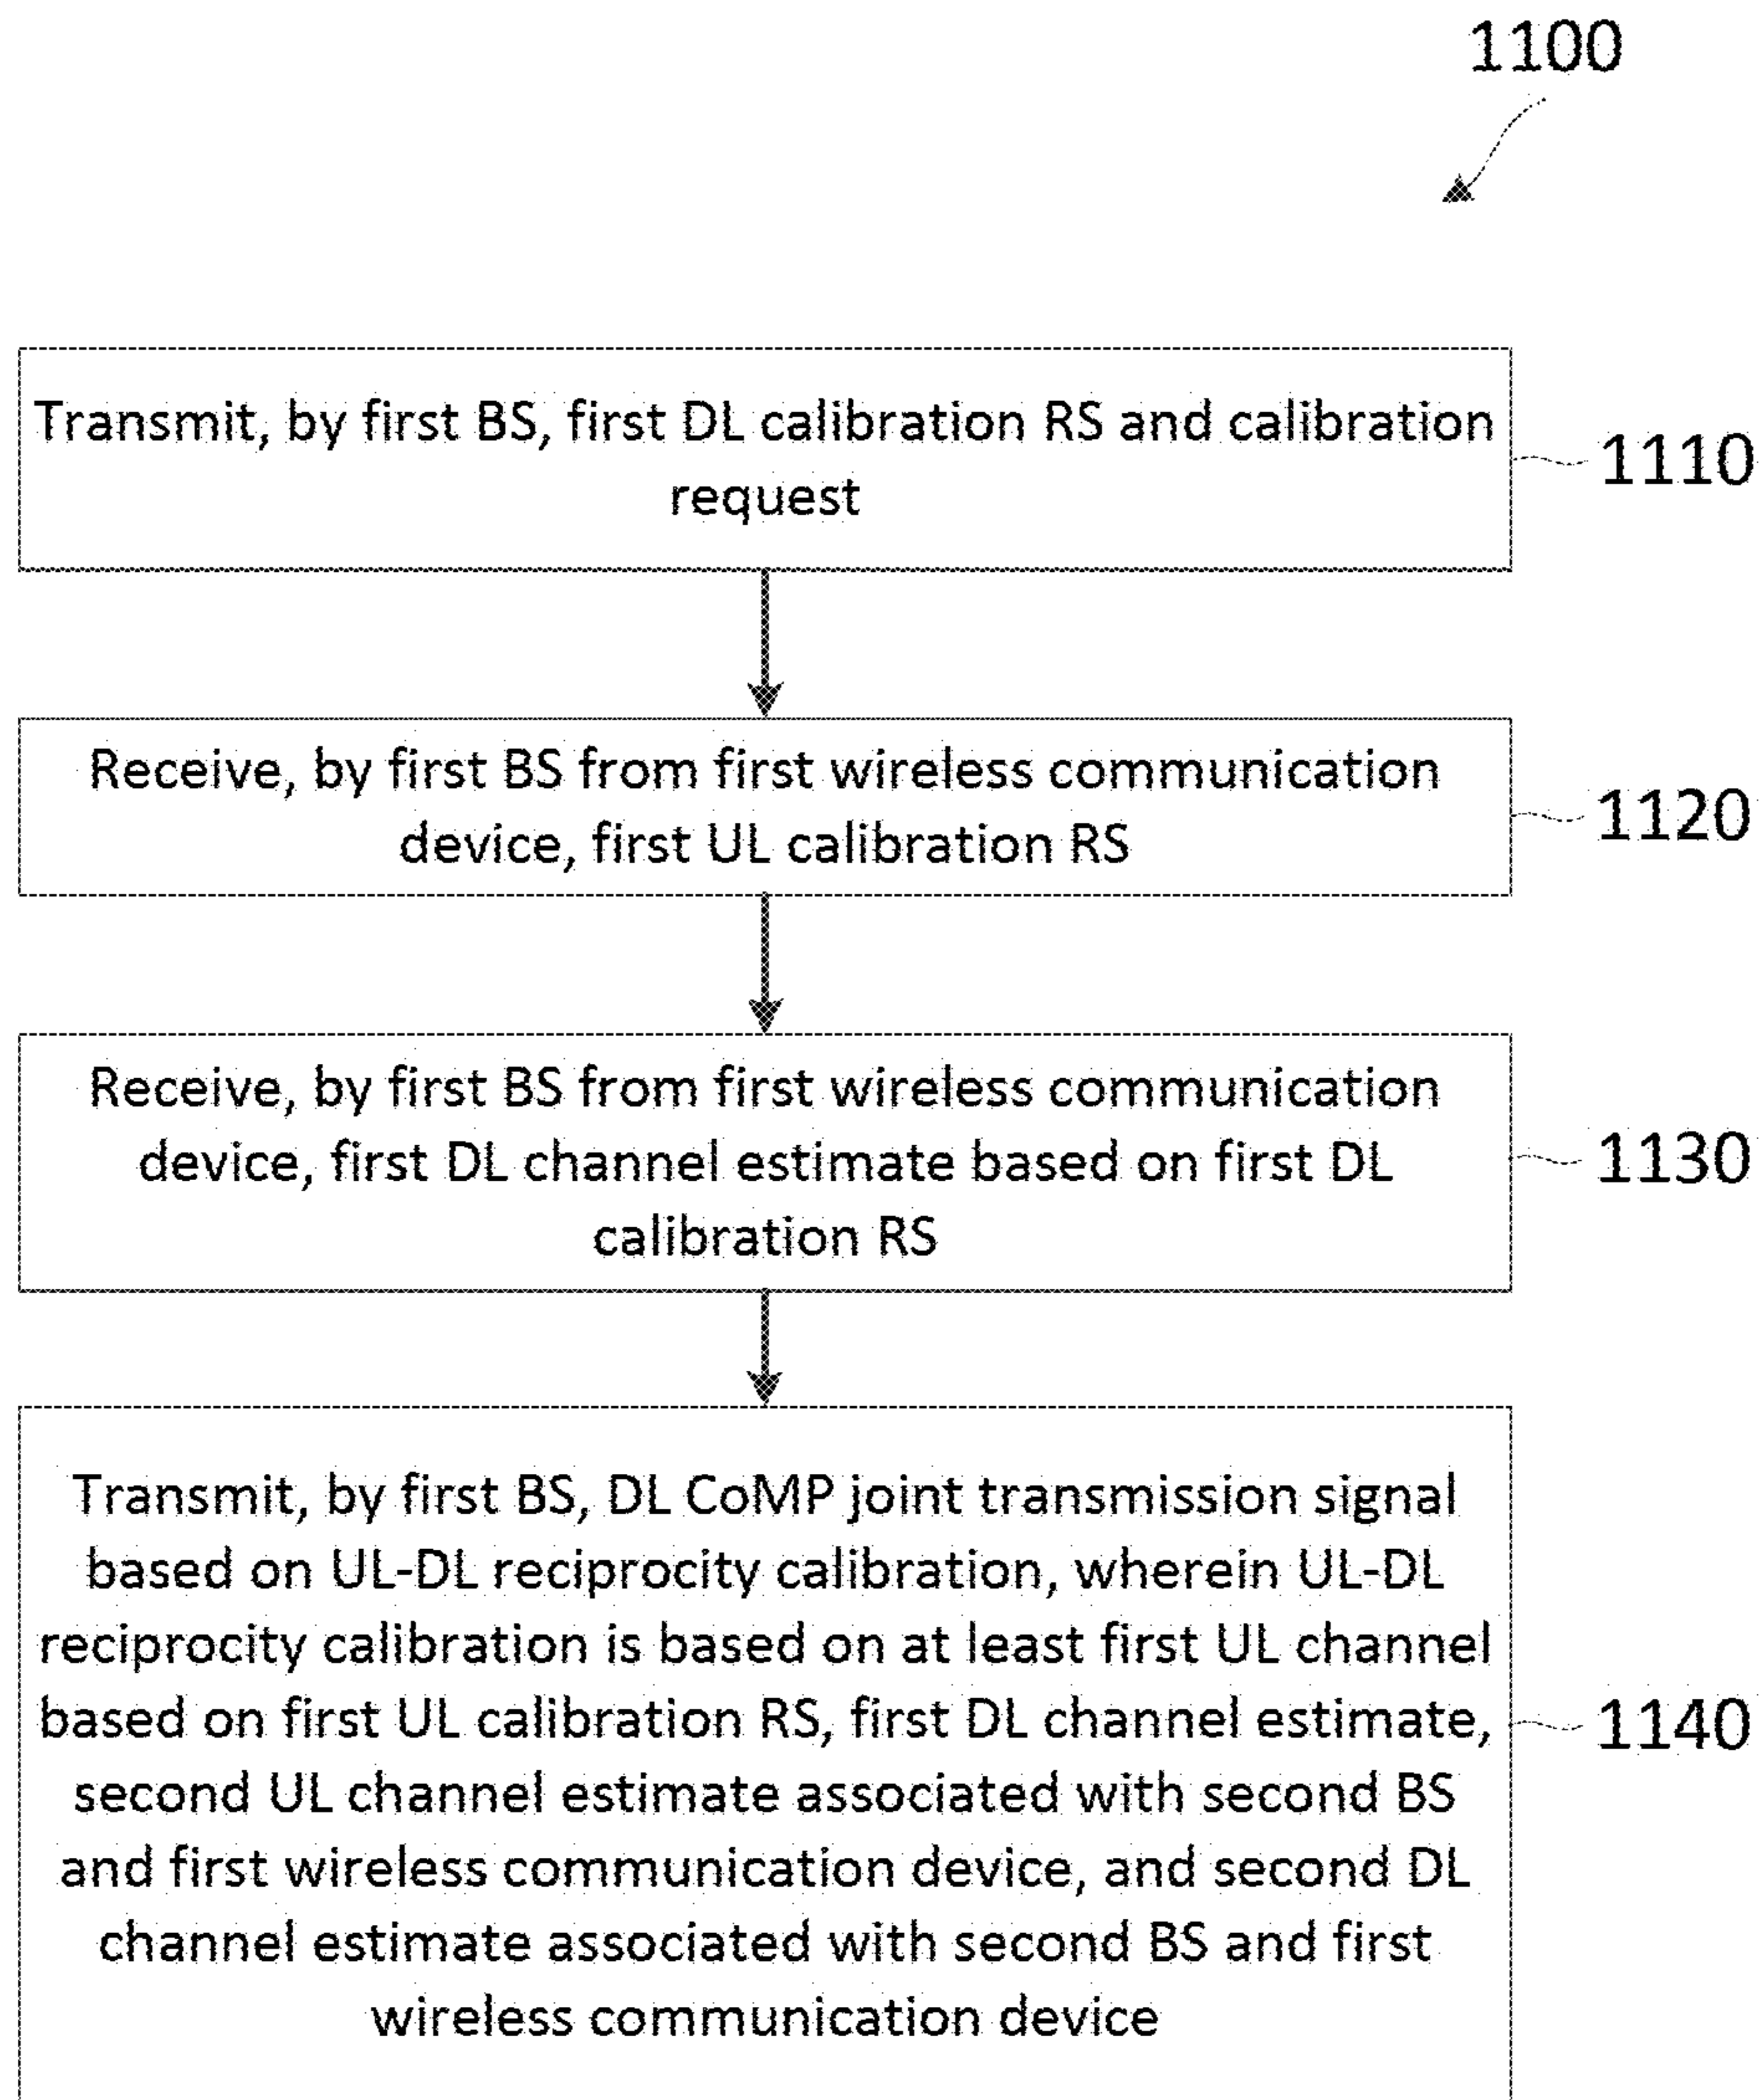 1100
Transmit, by first BS, first DL calibration RS and calibration
request
1110
Receive, by first BS from first wireless communication
device, first UL calibration RS
1120
Receive, by first BS from first wireless communication
device, first DL channel estimate based on first DL
calibration RS
1130
Transmit, by first BS, DL CoMP joint transmission signal
based on UL-DL reciprocity calibration, wherein UL-DL
reciprocity calibration is based on at least first UL channel
based on first UL calibration RS, first DL channel estimate,
second UL channel estimate associated with second BS
and first wireless communication device, and second DL
channel estimate associated with second BS and first
wireless communication device
1140